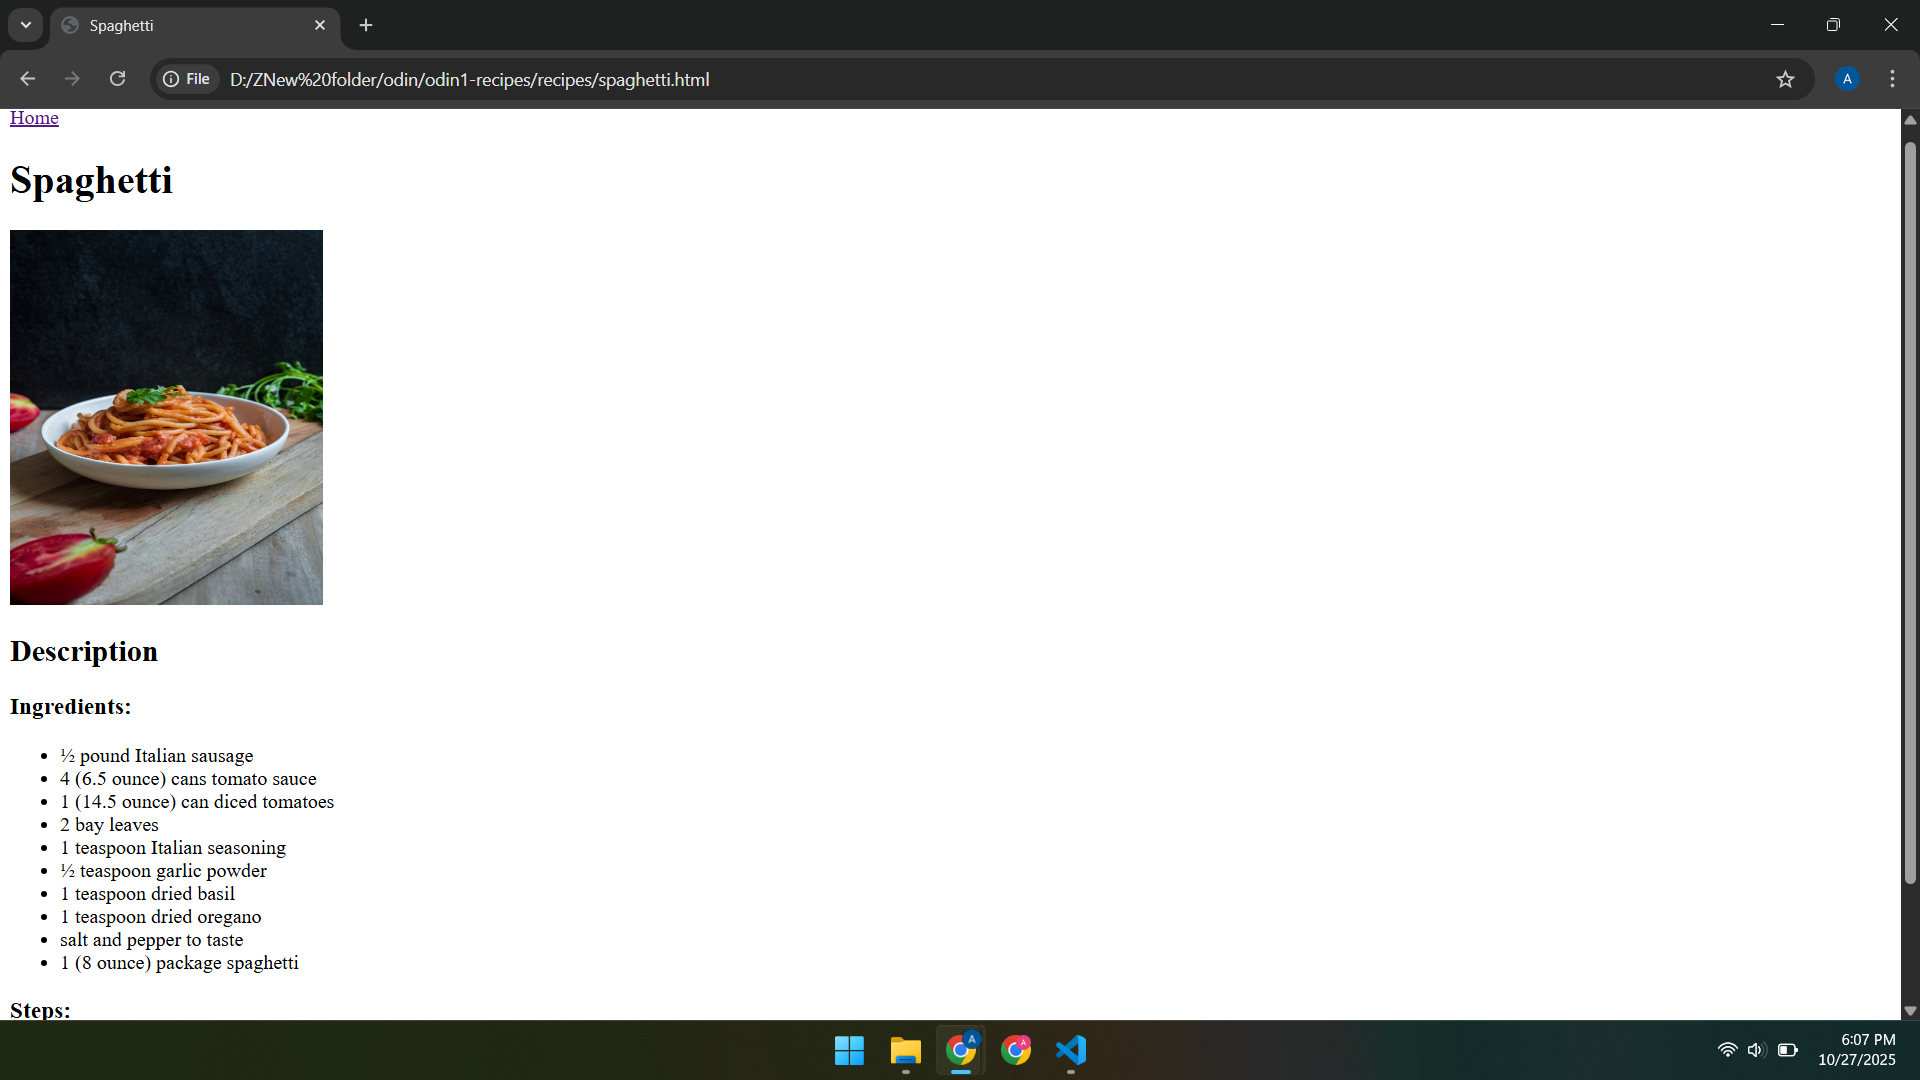 Spaghetti
File
D:/ZNew%20folder/odin/odin1-recipes/recipes/spaghetti.html
A
Home
Spaghetti
Description
Ingredients:
½ pound Italian sausage
4 (6.5 ounce) cans tomato sauce
1 (14.5 ounce) can diced tomatoes
2 bay leaves
1 teaspoon Italian seasoning
½ teaspoon garlic powder
1 teaspoon dried basil
1 teaspoon dried oregano
salt and pepper to taste
1 (8 ounce) package spaghetti
Steps:
A
A
6:07 PM
10/27/2025